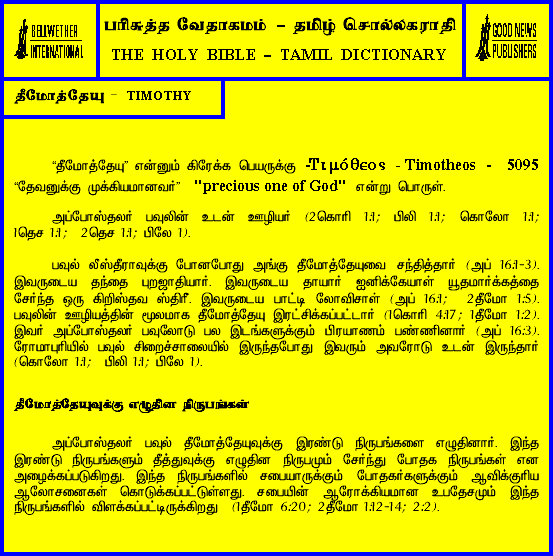 BELLWETHER
INTERNATIONAL
பரிசுத்த வேதாகமம் – தமிழ் சொல்லகராதி
THE HOLY BIBLE – TAMIL DICTIONARY
GOOD NEWS
PUBLISHERS
தீமோத்தேயு – TIMOTHY
“தீமோத்தேயு” என்னும் கிரேக்க பெயருக்கு -Τιμόθεος - Timotheos - 5095
“தேவனுக்கு முக்கியமானவர்” "precious one of God" என்று பொருள்.
அப்போஸ்தலர் பவுலின் உடன் ஊழியர் (2கொரி 1:1; பிலி 1:1; கொலோ 1:1;
1தெச 1:1; 2தெச 1:1; பிலே 1).
பவுல் லீஸ்திராவுக்கு போனபோது அங்கு தீமோத்தேயுவை சந்தித்தார் (அப் 16:1-3).
இவருடைய தந்தை புறஜாதியார். இவருடைய தாயார் ஐனிக்கேயாள் யூதமார்க்கத்தை
சேர்ந்த ஒரு கிறிஸ்தவ ஸ்திரீ. இவருடைய பாட்டி லோவிசாள் (அப் 16:1; 2தீமோ 1:5).
பவுலின் ஊழியத்தின் மூலமாக தீமோத்தேயு இரட்சிக்கப்பட்டார் (1கொரி 4:17; 1தீமோ 1:2).
இவர் அப்போஸ்தலர் பவுலோடு பல இடங்களுக்கும் பிரயாணம் பண்ணினார் (அப் 16:3).
ரோமாபுரியில் பவுல் சிறைச்சாலையில் இருந்தபோது இவரும் அவரோடு உடன் இருந்தார்
(கொலோ 1:1; பிலி 1:1; பிலே 1).
தீமோத்தேயுவுக்கு எழுதின நிருபங்கள்
அப்போஸ்தலர் பவுல் தீமோத்தேயுவுக்கு இரண்டு நிருபங்களை எழுதினார். இந்த
இரண்டு நிருபங்களும் தீத்துவுக்கு எழுதின நிருபமும் சேர்ந்து போதக நிருபங்கள் என
அழைக்கப்படுகிறது. இந்த நிருபங்களில் சபையாருக்கும் போதகர்களுக்கும் ஆவிக்குரிய
ஆலோசனைகள் கொடுக்கப்பட்டுள்ளது. சபையின் ஆரோக்கியமான உபதேசமும் இந்த
நிருபங்களில் விளக்கப்பட்டிருக்கிறது (1தீமோ 6:20; 2தீமோ 1:12-14; 2:2).